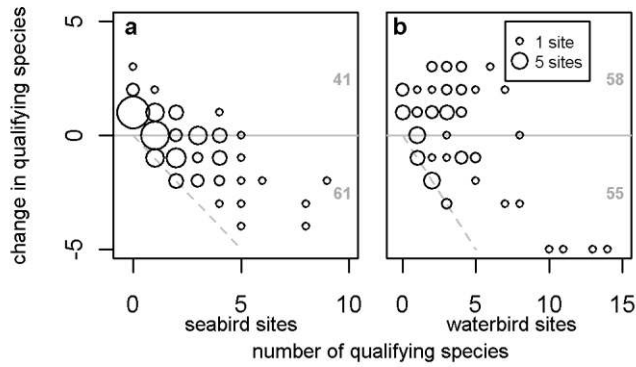 change in qualifying species
5
0
-5
a
41
61
b
1 site
5 sites
58
55
0 5 10
0 5 10 15
seabird sites
waterbird sites
number of qualifying species